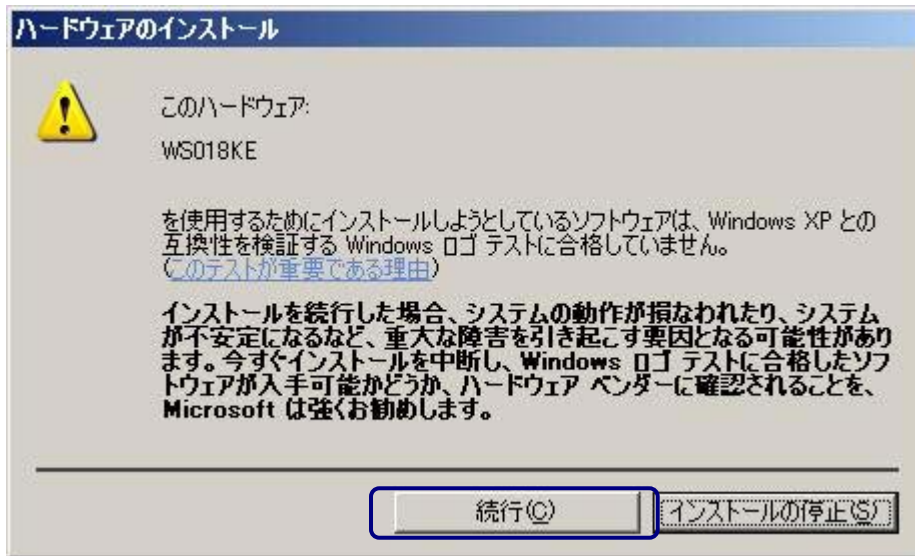 ハードウェアのインストール
このハードウェア:
WS018KE
を使用するためにインストールしようとしているソフトウェアは、Windows XP との
互換性を検証する Windows ロゴ テストに合格していません。
(このテストが重要である理由)
インストールを続行した場合、システムの動作が損なわれたり、システム
が不安定になるなど、重大な障害を引き起こす要因となる可能性があり
ます。今すぐインストールを中断し、Windows ロゴ テストに合格したソフ
トウェアが入手可能かどうか、ハードウェア ベンダーに確認されることを、
Microsoft は強くお勧めします。
続行(C) インストールの停止(S)